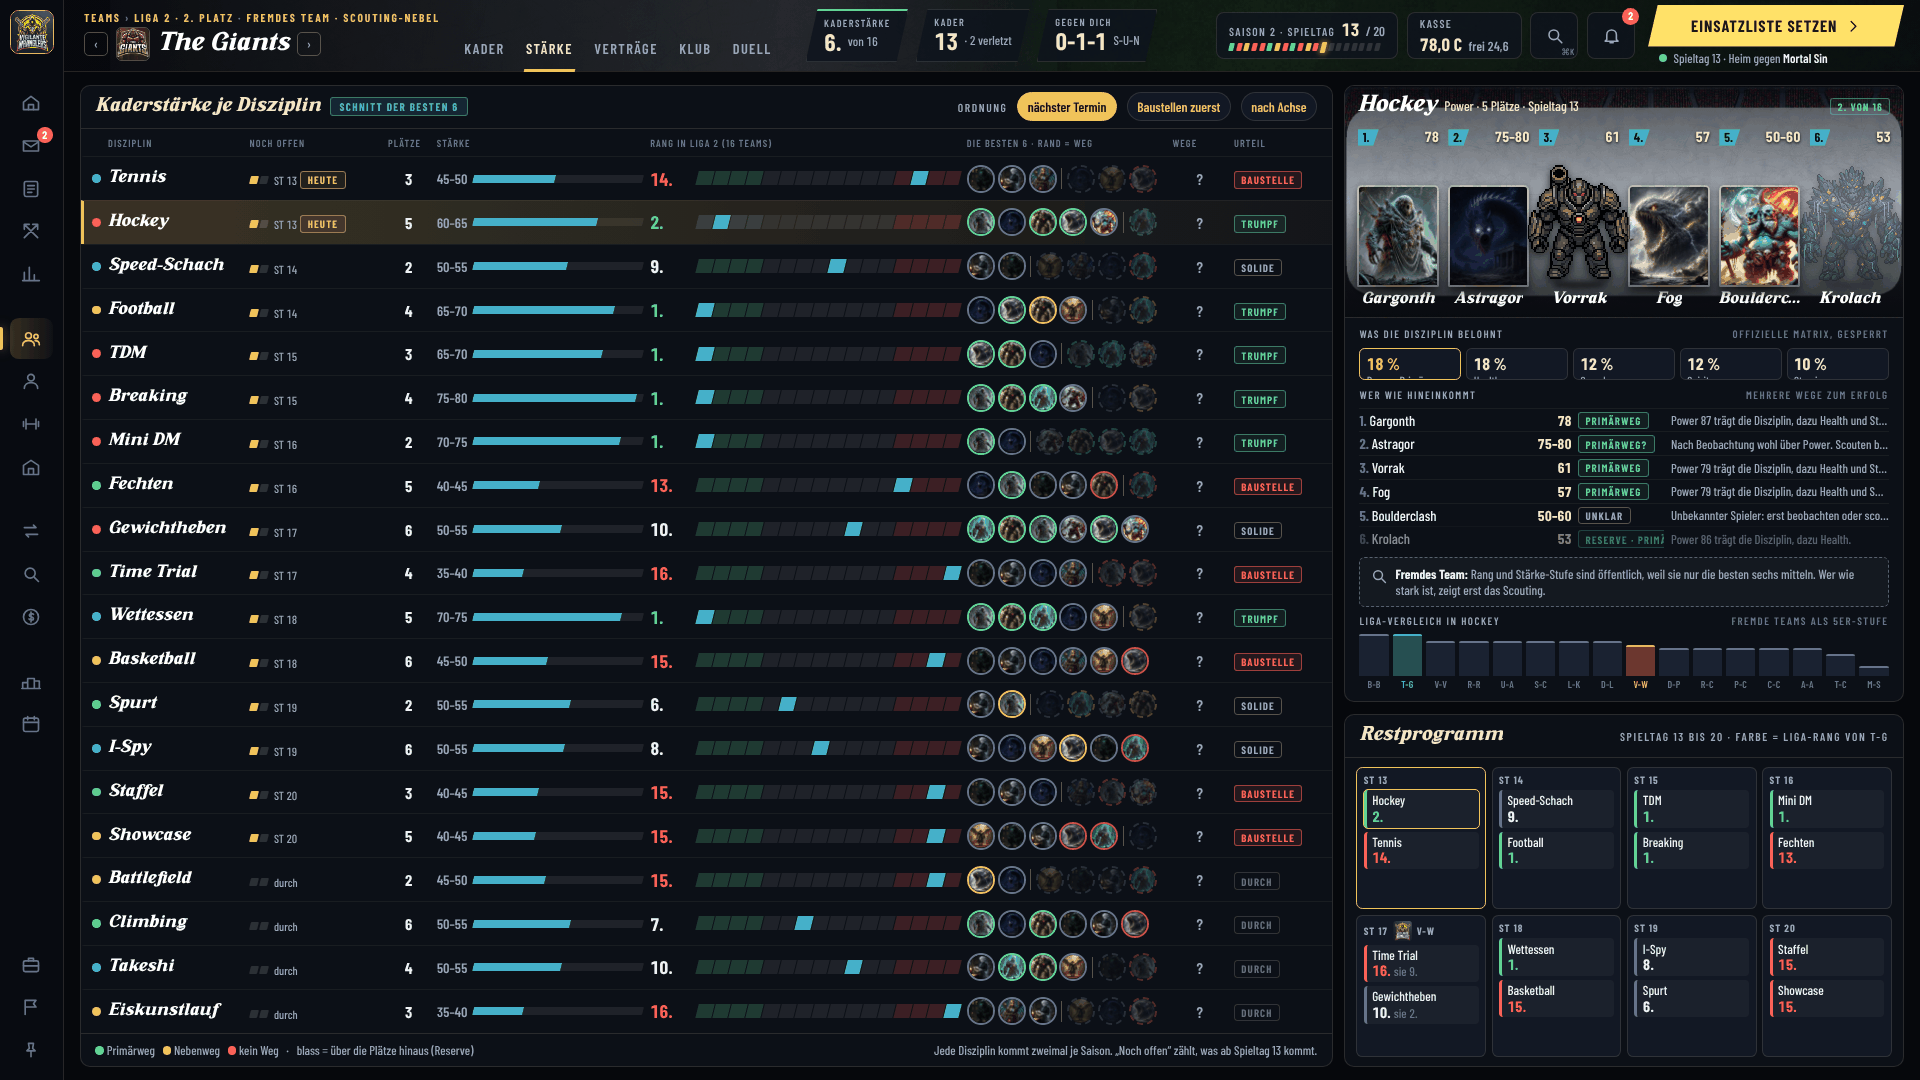 TEAMS › LIGA 2 · 2. PLATZ · FREMDES TEAM · SCOUTING-NEBEL
The Giants
KADER
STÄRKE
VERTRÄGE
KLUB
DUELL
KADERSTÄRKE
6. von 16
KADER
13 · 2 verletzt
GEGEN DICH
0-1-1 S-U-N
SAISON 2 · SPIELTAG 13 / 20
KASSE
78,0 C frei 24,6
⌘K
2
EINSATZLISTE SETZEN
Spieltag 13 · Heim gegen Mortal Sin
2
Kaderstärke je Disziplin
SCHNITT DER BESTEN 6
ORDNUNG
nächster Termin
Baustellen zuerst
nach Achse
DISZIPLIN NOCH OFFEN PLÄTZE STÄRKE RANG IN LIGA 2 (16 TEAMS) DIE BESTEN 6 · RAND = WEG WEGE URTEIL
Tennis ST 13 HEUTE 3 45-50 14. ? BAUSTELLE
Hockey ST 13 HEUTE 5 60-65 2. ? TRUMPF
Speed-Schach ST 14 2 50-55 9. ? SOLIDE
Football ST 14 4 65-70 1. ? TRUMPF
TDM ST 15 3 65-70 1. ? TRUMPF
Breaking ST 15 4 75-80 1. ? TRUMPF
Mini DM ST 16 2 70-75 1. ? TRUMPF
Fechten ST 16 5 40-45 13. ? BAUSTELLE
Gewichtheben ST 17 6 50-55 10. ? SOLIDE
Time Trial ST 17 4 35-40 16. ? BAUSTELLE
Wettessen ST 18 5 70-75 1. ? TRUMPF
Basketball ST 18 6 45-50 15. ? BAUSTELLE
Spurt ST 19 2 50-55 6. ? SOLIDE
I-Spy ST 19 6 50-55 8. ? SOLIDE
Staffel ST 20 3 40-45 15. ? BAUSTELLE
Showcase ST 20 5 40-45 15. ? BAUSTELLE
Battlefield durch 2 45-50 15. ? DURCH
Climbing durch 6 50-55 7. ? DURCH
Takeshi durch 4 50-55 10. ? DURCH
Eiskunstlauf durch 3 35-40 16. ? DURCH
Primärweg Nebenweg kein Weg · blass = über die Plätze hinaus (Reserve)
Jede Disziplin kommt zweimal je Saison. „Noch offen“ zählt, was ab Spieltag 13 kommt.
Hockey Power · 5 Plätze · Spieltag 13
2. VON 16
1. 78 2. 75-80 3. 61 4. 57 5. 50-60 6. 53
Gargonth Astragor Vorrak Fog Boulderc... Krolach
WAS DIE DISZIPLIN BELOHNT
OFFIZIELLE MATRIX, GESPERRT
18 % 18 % 12 % 12 % 10 %
WER WIE HINEINKOMMT
MEHRERE WEGE ZUM ERFOLG
1. Gargonth 78 PRIMÄRWEG Power 87 trägt die Disziplin, dazu Health und St...
2. Astragor 75-80 PRIMÄRWEG? Nach Beobachtung wohl über Power. Scouten b...
3. Vorrak 61 PRIMÄRWEG Power 79 trägt die Disziplin, dazu Health und St...
4. Fog 57 PRIMÄRWEG Power 79 trägt die Disziplin, dazu Health und S...
5. Boulderclash 50-60 UNKLAR Unbekannter Spieler: erst beobachten oder sco...
6. Krolach 53 RESERVE · PRIMÄ Power 86 trägt die Disziplin, dazu Health.
Fremdes Team: Rang und Stärke-Stufe sind öffentlich, weil sie nur die besten sechs mitteln. Wer wie
stark ist, zeigt erst das Scouting.
LIGA-VERGLEICH IN HOCKEY
FREMDE TEAMS ALS 5ER-STUFE
B-B T-G V-V R-R U-A S-C L-K D-L V-W D-P R-C P-C C-C A-A T-C M-S
Restprogramm
SPIELTAG 13 BIS 20 · FARBE = LIGA-RANG VON T-G
ST 13
Hockey
2.
Tennis
14.
ST 14
Speed-Schach
9.
Football
1.
ST 15
TDM
1.
Breaking
1.
ST 16
Mini DM
1.
Fechten
13.
ST 17 V-W
Time Trial
16. sie 9.
Gewichtheben
10. sie 2.
ST 18
Wettessen
1.
Basketball
15.
ST 19
I-Spy
8.
Spurt
6.
ST 20
Staffel
15.
Showcase
15.